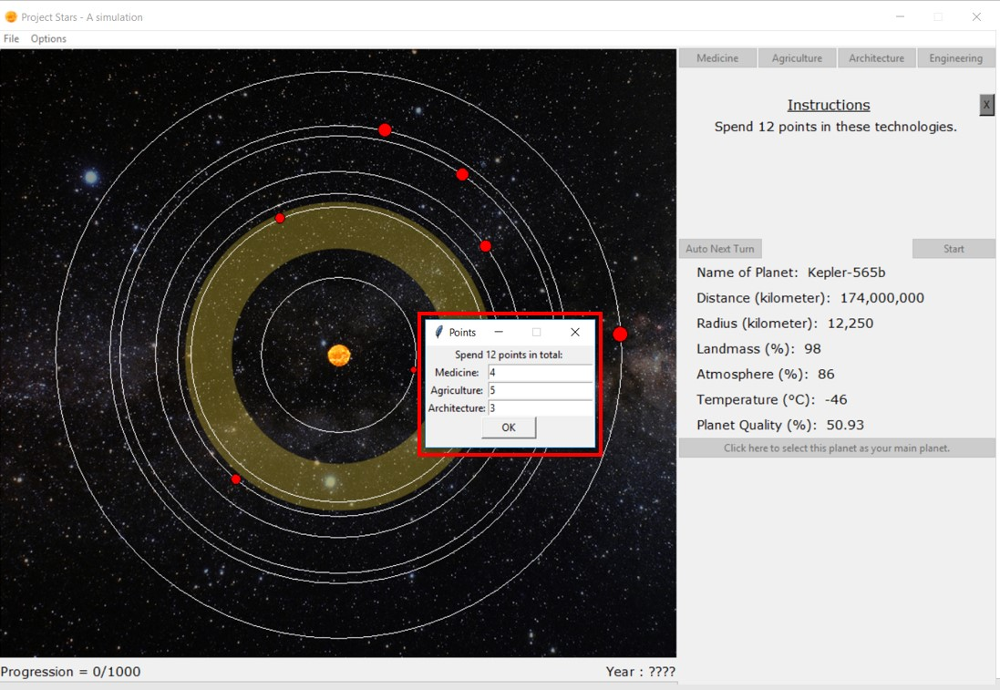 Project Stars - A simulation
File Options
Medicine Agriculture Architecture Engineering
Instructions
X
Spend 12 points in these technologies.
Auto Next Turn Start
Name of Planet: Kepler-565b
Distance (kilometer): 174,000,000
Radius (kilometer): 12,250
Landmass (%): 98
Atmosphere (%): 86
Temperature (°C): -46
Planet Quality (%): 50.93
Click here to select this planet as your main planet.
Points
Spend 12 points in total:
Medicine: 4
Agriculture: 5
Architecture: 3
OK
Progression = 0/1000
Year : ????